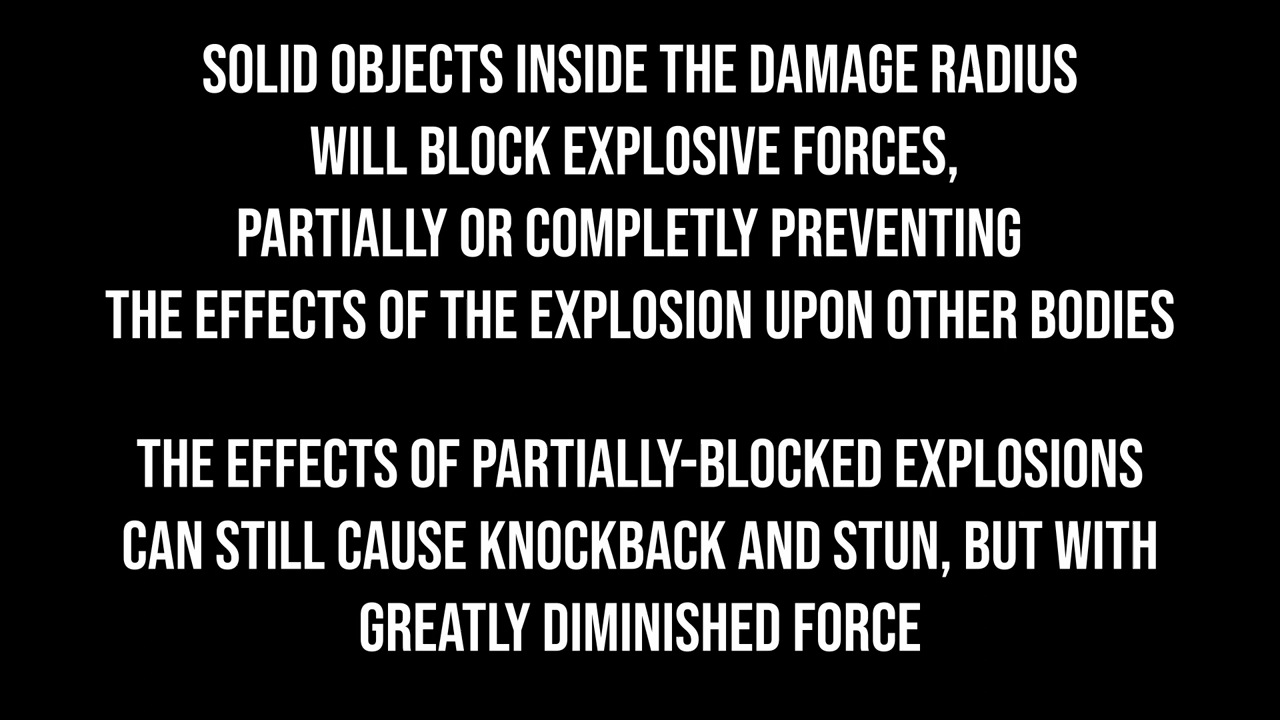 SOLID OBJECTS INSIDE THE DAMAGE RADIUS
WILL BLOCK EXPLOSIVE FORCES,
PARTIALLY OR COMPLETLY PREVENTING
THE EFFECTS OF THE EXPLOSION UPON OTHER BODIES
THE EFFECTS OF PARTIALLY-BLOCKED EXPLOSIONS
CAN STILL CAUSE KNOCKBACK AND STUN, BUT WITH
GREATLY DIMINISHED FORCE